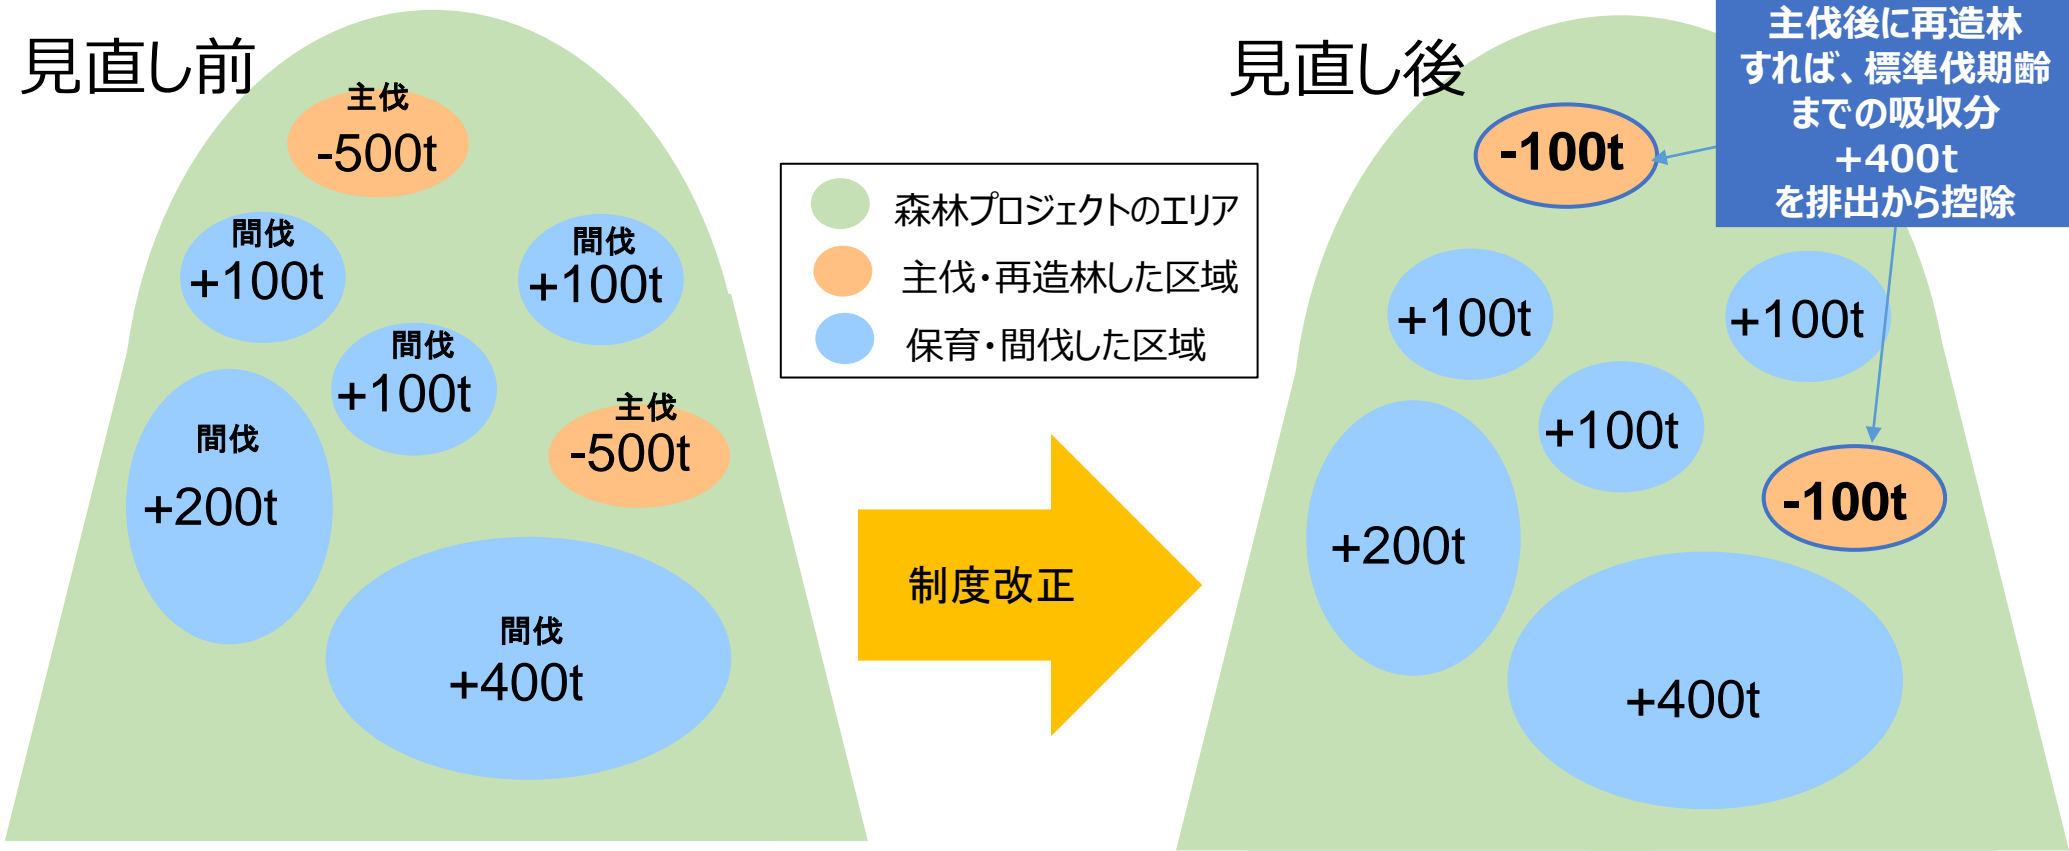 見直し前
主伐
-500t
間伐
+100t
間伐
+100t
間伐
+100t
主伐
-500t
間伐
+200t
間伐
+400t
森林プロジェクトのエリア
主伐・再造林した区域
保育・間伐した区域
制度改正
見直し後
主伐後に再造林
すれば、標準伐期齢
までの吸収分
+400t
を排出から控除
-100t
+100t
+100t
+100t
-100t
+200t
+400t